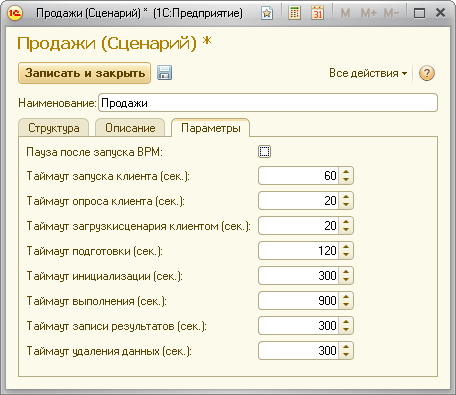 Продажи (Сценарий) * (1С:Предприятие)
M M+ M-
Продажи (Сценарий) *
Записать и закрыть
Все действия
?
Наименование: Продажи
Структура Описание Параметры
Пауза после запуска ВРМ:
Таймаут запуска клиента (сек.): 60
Таймаут опроса клиента (сек.): 20
Таймаут загрузкисценария клиентом (сек.): 20
Таймаут подготовки (сек.): 120
Таймаут инициализации (сек.): 300
Таймаут выполнения (сек.): 900
Таймаут записи результатов (сек.): 300
Таймаут удаления данных (сек.): 300